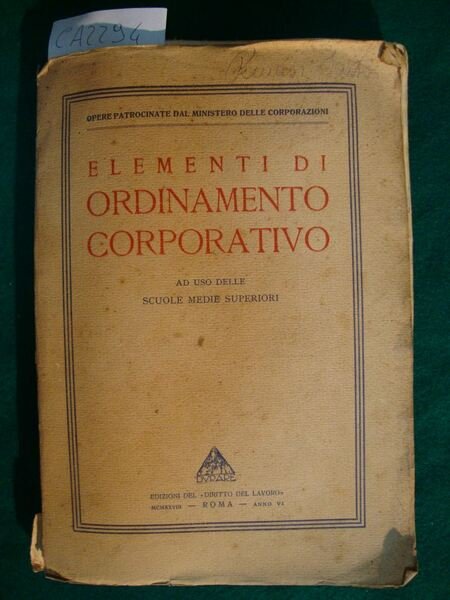 CA2294
OPERE PATROCINATE DAL MINISTERO DELLE CORPORAZIONI
ELEMENTI DI
ORDINAMENTO
CORPORATIVO
AD USO DELLE
SCUOLE MEDIE SUPERIORI
DVRARE
EDIZIONI DEL «DIRITTO DEL LAVORO»
MCMXXVIII — ROMA — ANNO VI